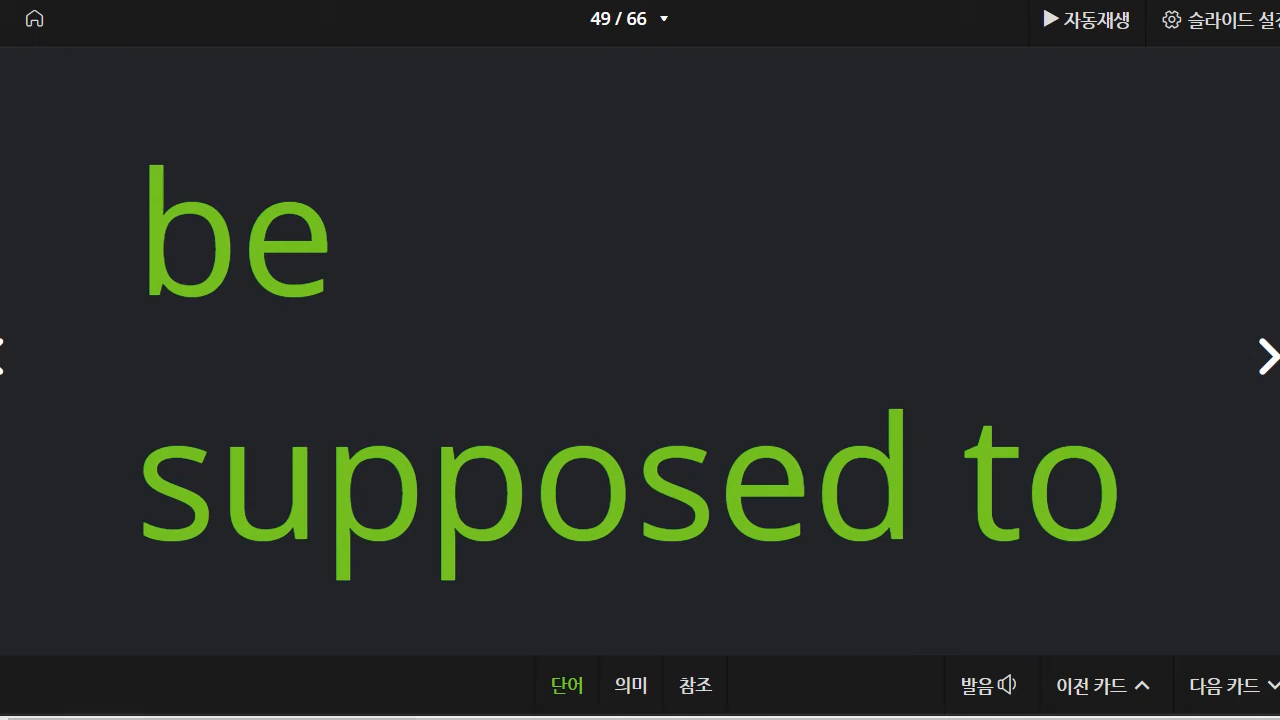 49 / 66
자동재생
슬라이드 설정
be
supposed to
단어 의미 참조
발음 이전 카드 다음 카드